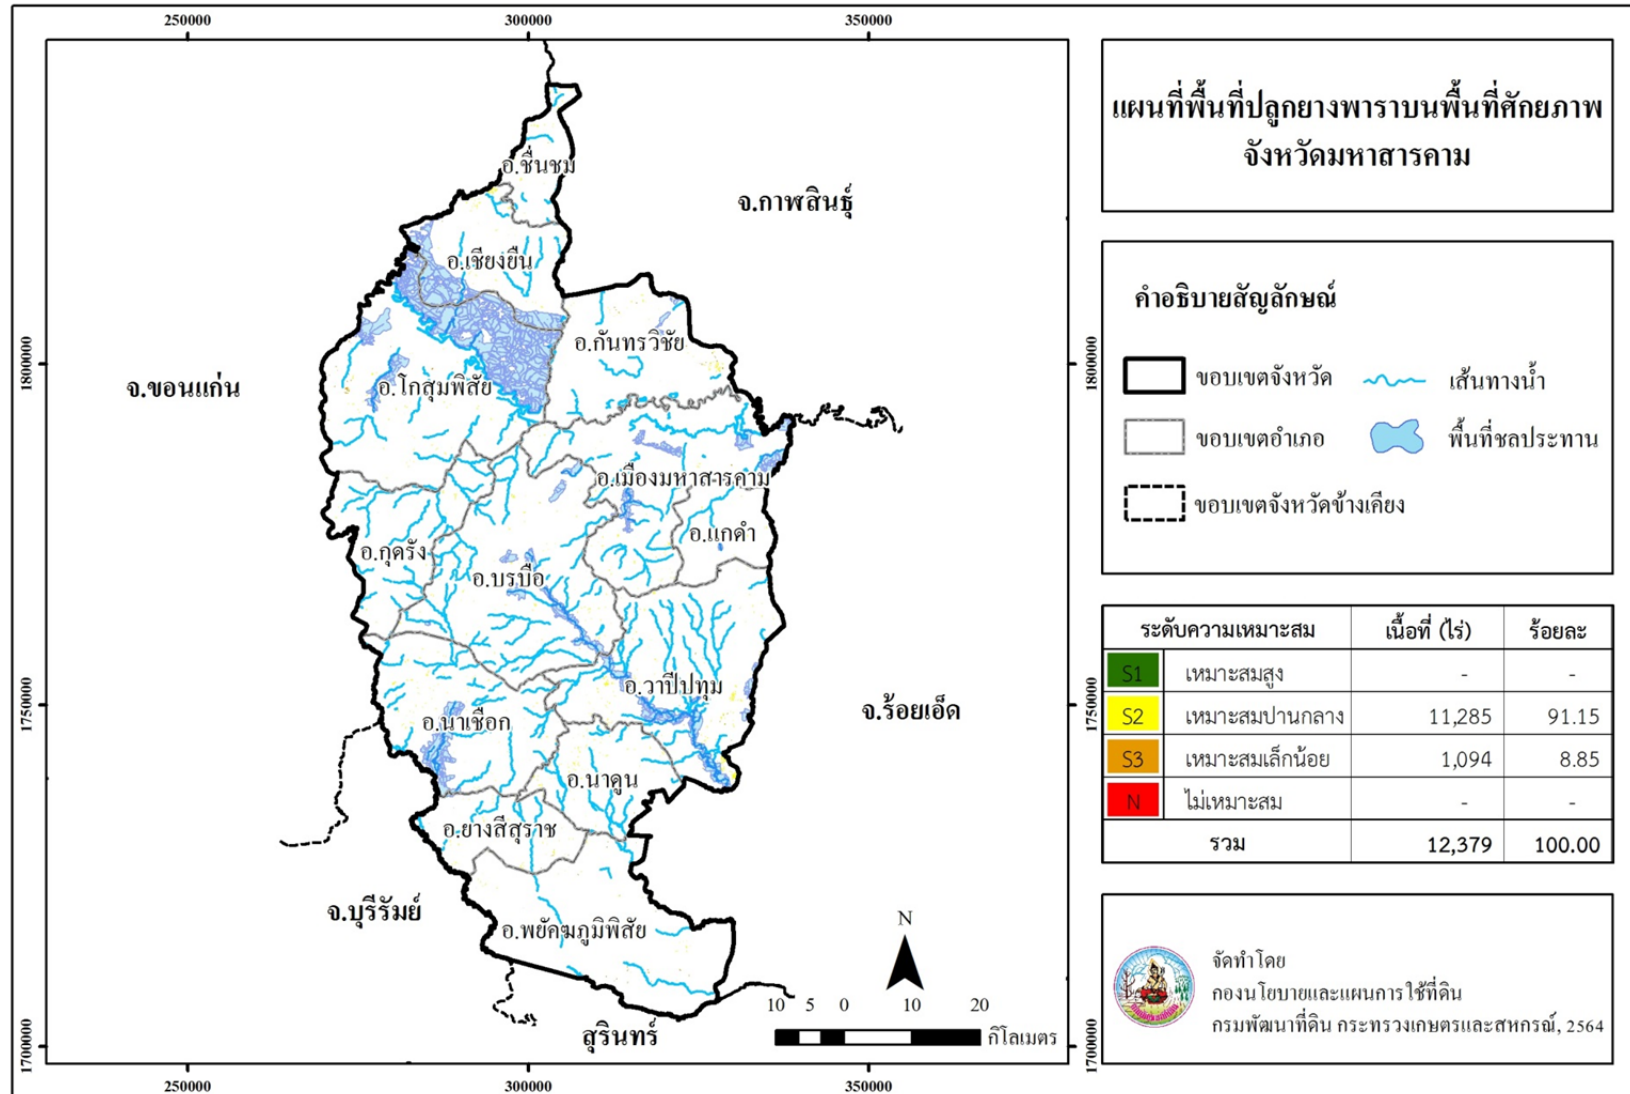 แผนที่พื้นที่ปลูกยางพาราบนพื้นที่ศักยภาพ
จังหวัดมหาสารคาม
250000
300000
350000
1800000
1750000
1700000
1800000
1750000
1700000
250000
300000
350000
อ.ชื่นชม
จ.กาฬสินธุ์
อ.เชียงยืน
อ.กันทรวิชัย
จ.ขอนแก่น
อ.โกสุมพิสัย
อ.เมืองมหาสารคาม
อ.แกดำ
อ.กุดรัง
อ.บรบือ
อ.วาปีปทุม
จ.ร้อยเอ็ด
อ.นาเชือก
อ.นาดูน
อ.ยางสีสุราช
จ.บุรีรัมย์
อ.พยัคฆภูมิพิสัย
สุรินทร์
N
10 5 0 10 20
กิโลเมตร
คำอธิบายสัญลักษณ์
ขอบเขตจังหวัด
เส้นทางน้ำ
ขอบเขตอำเภอ
พื้นที่ชลประทาน
ขอบเขตจังหวัดข้างเคียง
ระดับความเหมาะสม เนื้อที่ (ไร่) ร้อยละ
S1 เหมาะสมสูง - -
S2 เหมาะสมปานกลาง 11,285 91.15
S3 เหมาะสมเล็กน้อย 1,094 8.85
N ไม่เหมาะสม - -
รวม 12,379 100.00
จัดทำโดย
กองนโยบายและแผนการใช้ที่ดิน
กรมพัฒนาที่ดิน กระทรวงเกษตรและสหกรณ์, 2564